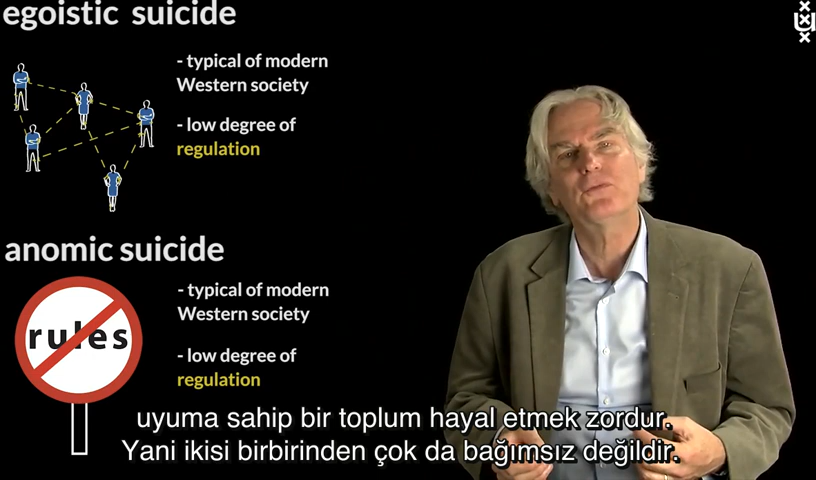 egoistic suicide
- typical of modern
Western society
- low degree of
regulation
anomic suicide
rules
- typical of modern
Western society
- low degree of
regulation
uyuma sahip bir toplum hayal etmek zordur.
Yani ikisi birbirinden çok da bağımsız değildir.